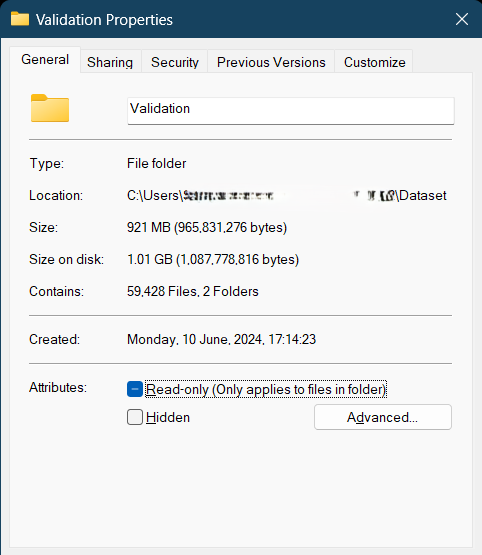 Validation Properties
General Sharing Security Previous Versions Customize
Validation
Type: File folder
Location: C:\Users\ \Dataset
Size: 921 MB (965,831,276 bytes)
Size on disk: 1.01 GB (1,087,778,816 bytes)
Contains: 59,428 Files, 2 Folders
Created: Monday, 10 June, 2024, 17:14:23
Attributes: Read-only (Only applies to files in folder)
Hidden Advanced...